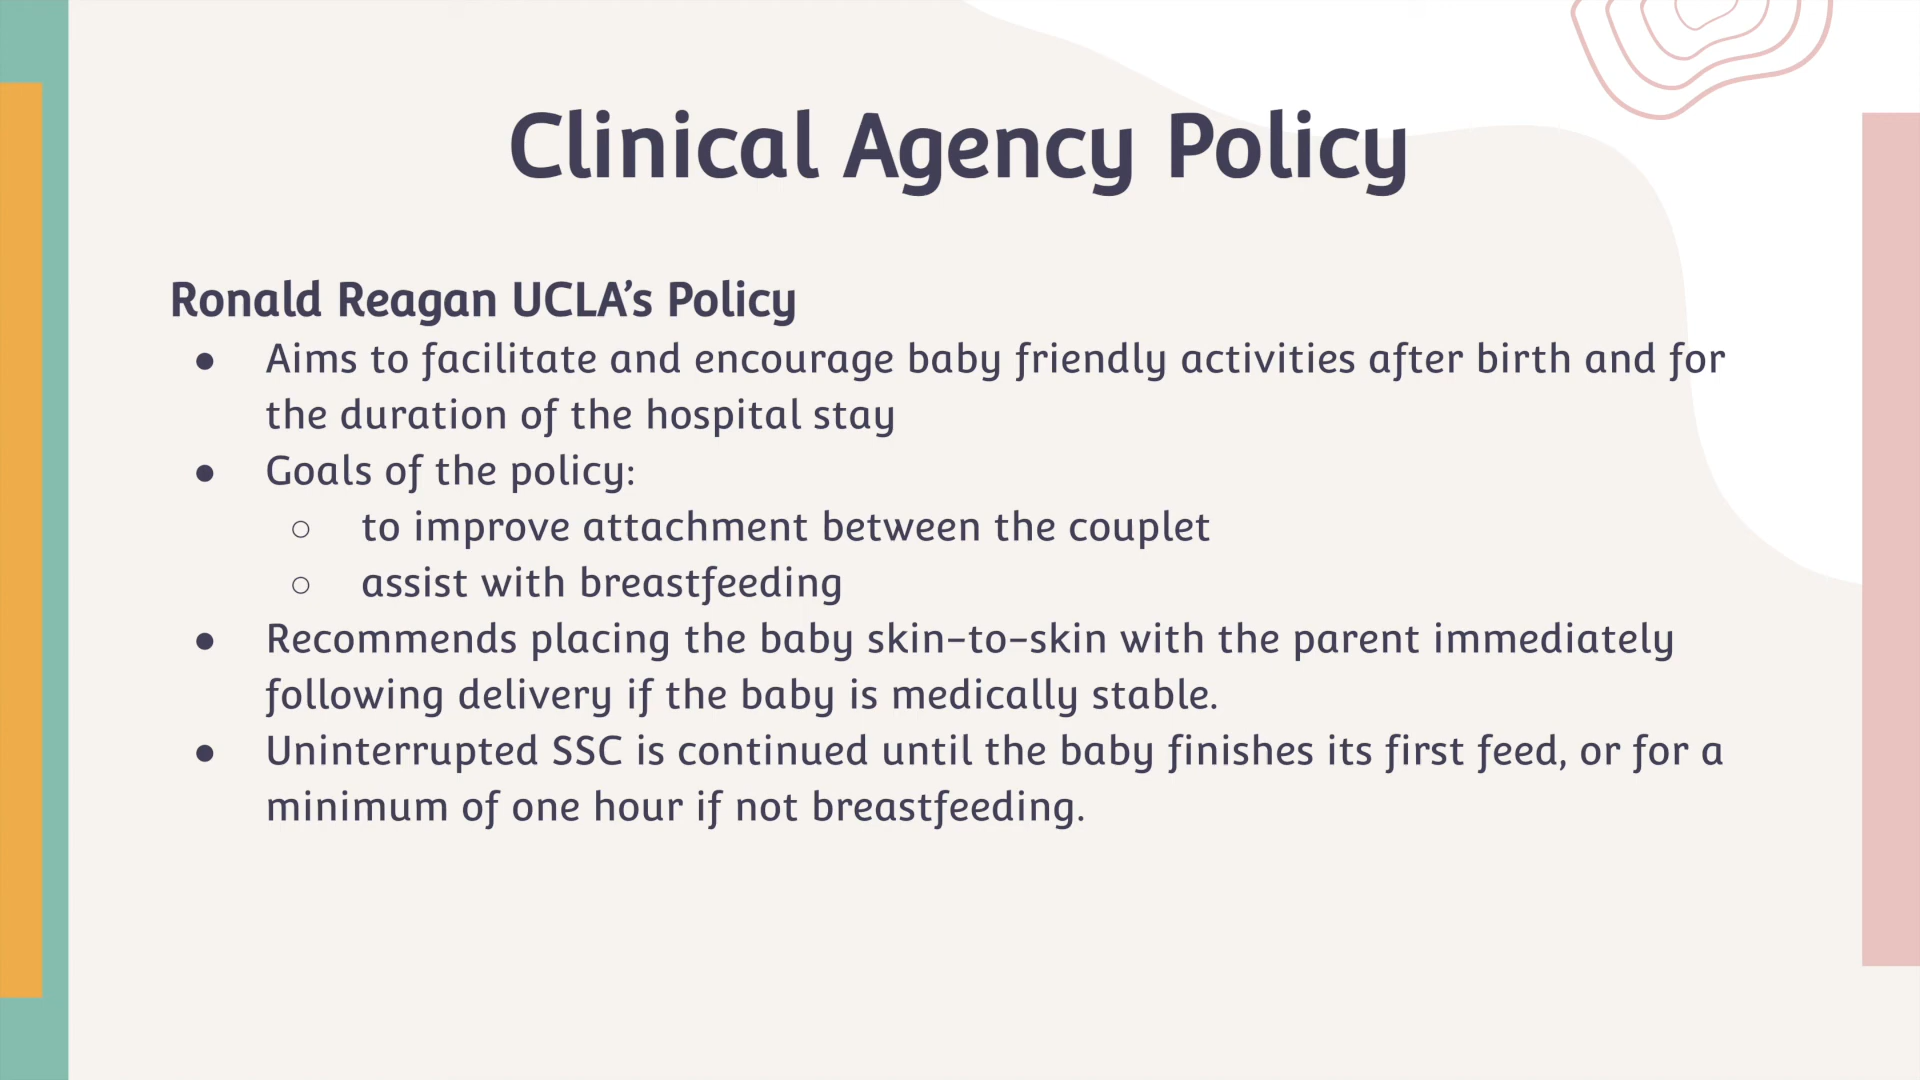 Clinical Agency Policy
Ronald Reagan UCLA’s Policy
● Aims to facilitate and encourage baby friendly activities after birth and for
the duration of the hospital stay
● Goals of the policy:
○ to improve attachment between the couplet
○ assist with breastfeeding
● Recommends placing the baby skin-to-skin with the parent immediately
following delivery if the baby is medically stable.
● Uninterrupted SSC is continued until the baby finishes its first feed, or for a
minimum of one hour if not breastfeeding.